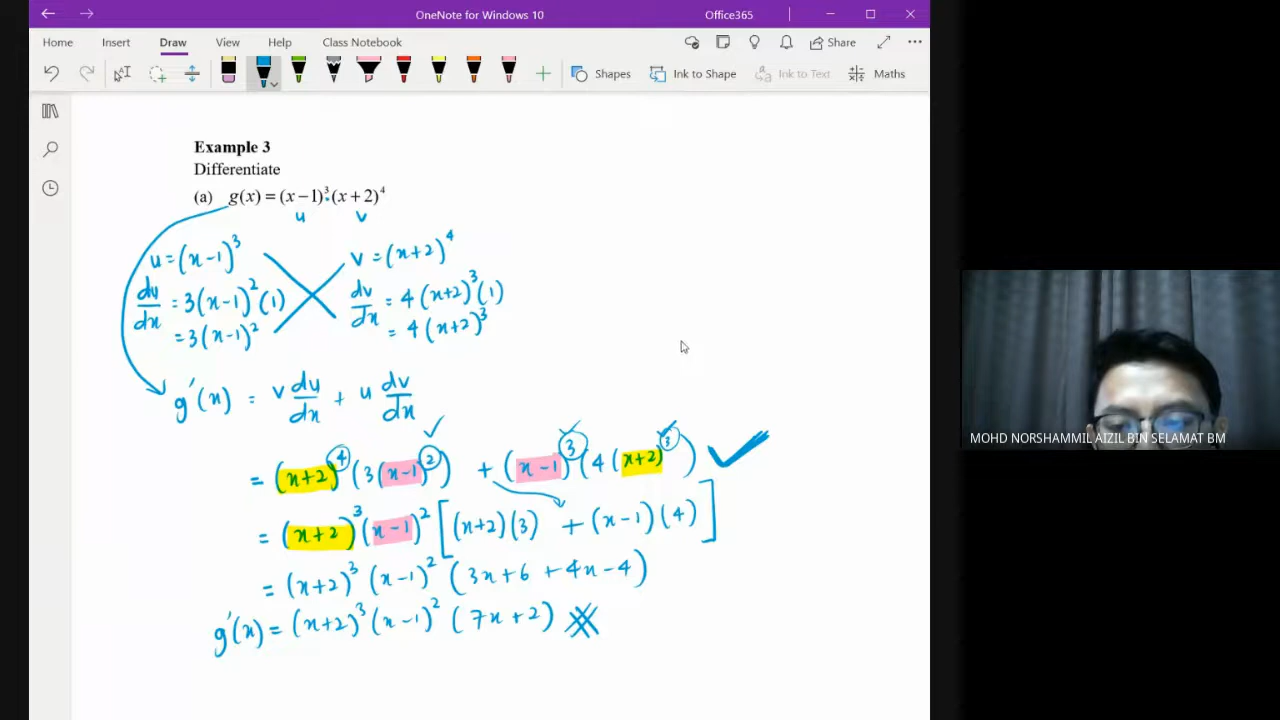 OneNote for Windows 10
Office365
Home Insert Draw View Help Class Notebook
Share
Shapes Ink to Shape Ink to Text Maths
Example 3
Differentiate
(a) g(x) = (x − 1)³(x + 2)⁴
u v
u = (x−1)³ v = (x+2)⁴
du/dx = 3(x−1)²(1) dv/dx = 4(x+2)³(1)
= 3(x−1)² = 4(x+2)³
g'(x) = v du/dx + u dv/dx
= (x+2)⁴(3(x−1)²) + (x−1)³(4(x+2)³)
= (x+2)³(x−1)²[(x+2)(3) + (x−1)(4)]
= (x+2)³(x−1)²(3x+6+4x−4)
g'(x) = (x+2)³(x−1)²(7x+2)
MOHD NORSHAMMIL AIZIL BIN SELAMAT BM